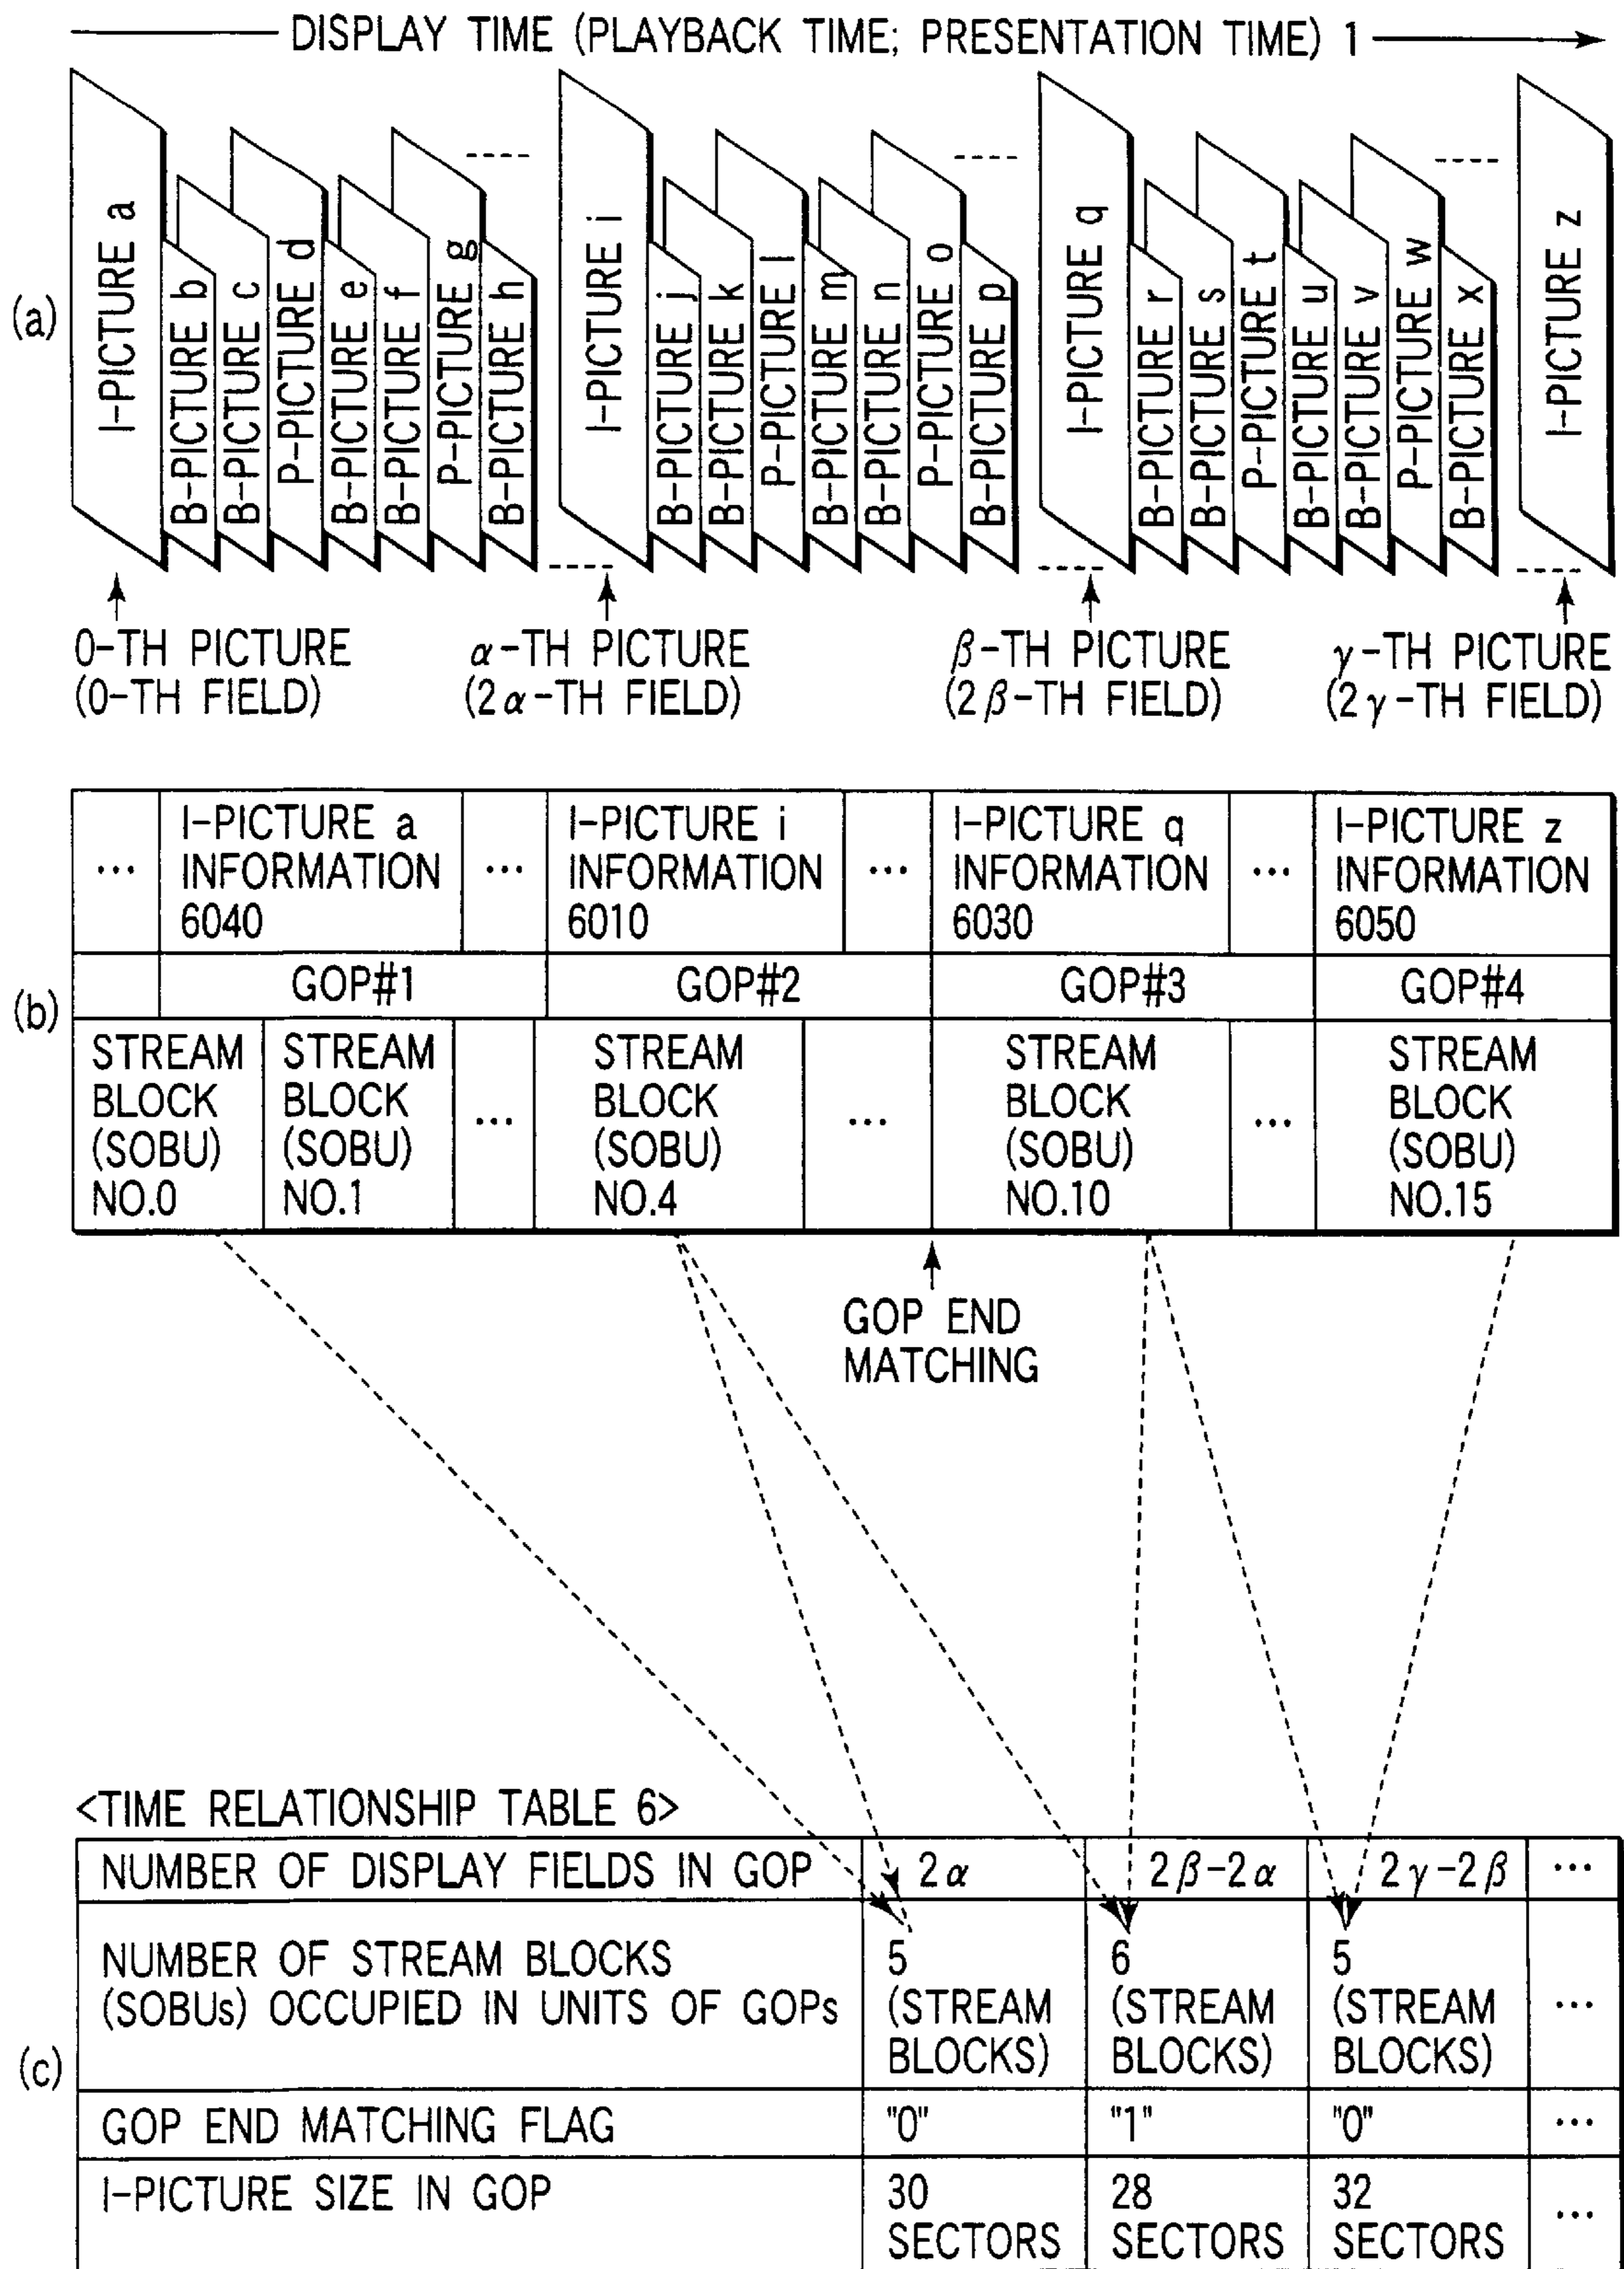 DISPLAY TIME (PLAYBACK TIME; PRESENTATION TIME) 1
(a)
I-PICTURE a
B-PICTURE b
B-PICTURE c
P-PICTURE d
B-PICTURE e
B-PICTURE f
P-PICTURE g
B-PICTURE h
I-PICTURE i
B-PICTURE j
B-PICTURE k
P-PICTURE l
B-PICTURE m
B-PICTURE n
P-PICTURE o
B-PICTURE p
I-PICTURE q
B-PICTURE r
B-PICTURE s
P-PICTURE t
B-PICTURE u
B-PICTURE v
P-PICTURE w
B-PICTURE x
I-PICTURE z
0-TH PICTURE
(0-TH FIELD)
α-TH PICTURE
(2α-TH FIELD)
β-TH PICTURE
(2β-TH FIELD)
γ-TH PICTURE
(2γ-TH FIELD)
(b)
...
I-PICTURE a
INFORMATION
6040
...
I-PICTURE i
INFORMATION
6010
...
I-PICTURE q
INFORMATION
6030
...
I-PICTURE z
INFORMATION
6050
GOP#1
GOP#2
GOP#3
GOP#4
STREAM
BLOCK
(SOBU)
NO.0
STREAM
BLOCK
(SOBU)
NO.1
...
STREAM
BLOCK
(SOBU)
NO.4
...
STREAM
BLOCK
(SOBU)
NO.10
...
STREAM
BLOCK
(SOBU)
NO.15
GOP END
MATCHING
<TIME RELATIONSHIP TABLE 6>
(c)
NUMBER OF DISPLAY FIELDS IN GOP
2α
2β-2α
2γ-2β
...
NUMBER OF STREAM BLOCKS
(SOBUs) OCCUPIED IN UNITS OF GOPs
5
(STREAM
BLOCKS)
6
(STREAM
BLOCKS)
5
(STREAM
BLOCKS)
...
GOP END MATCHING FLAG
"0"
"1"
"0"
...
I-PICTURE SIZE IN GOP
30
SECTORS
28
SECTORS
32
SECTORS
...